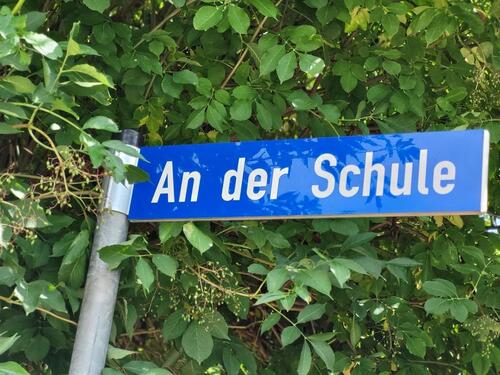 An der Schule